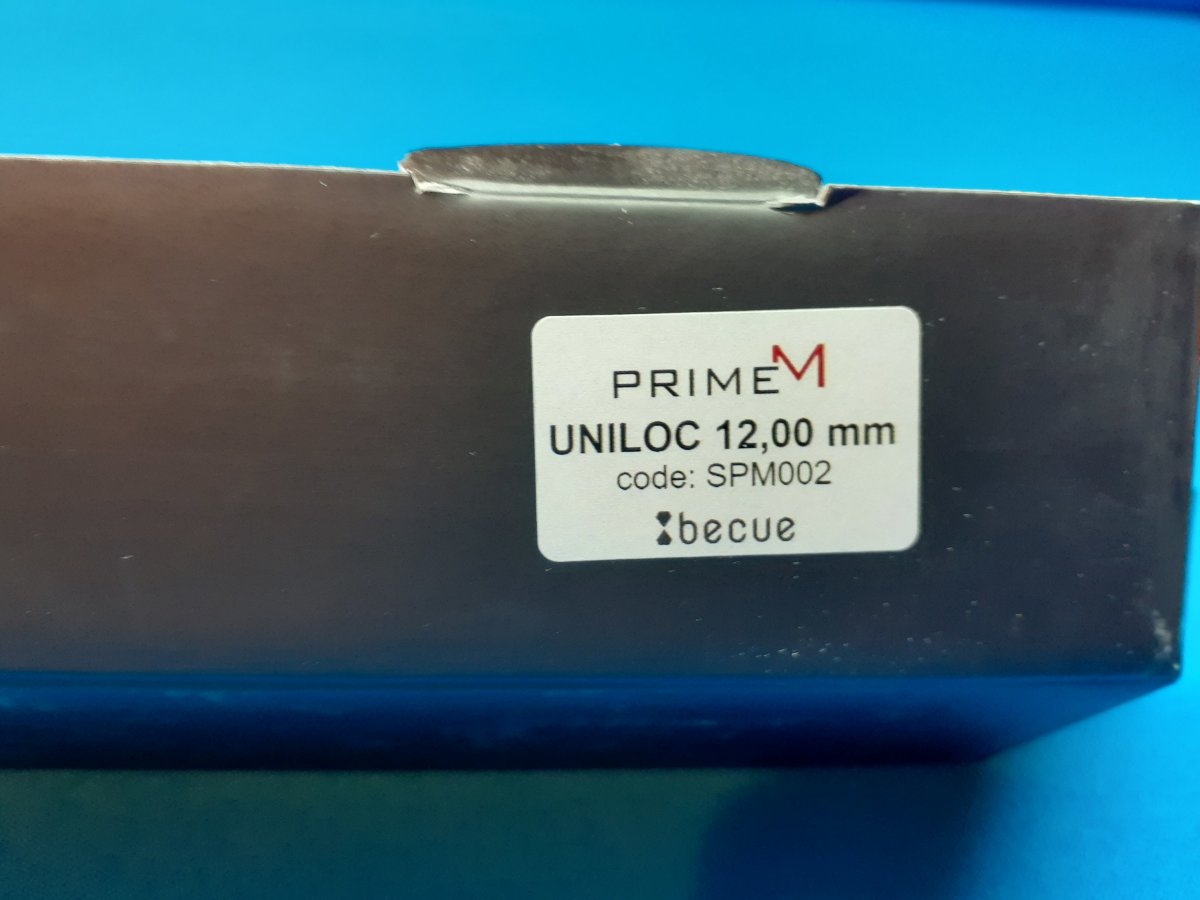 PRIMEM
UNILOC 12,00 mm
code: SPM002
becue